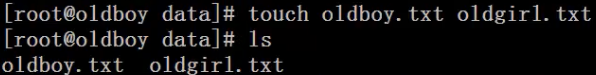 [root@oldboy data]# touch oldboy.txt oldgirl.txt
[root@oldboy data]# ls
oldboy.txt  oldgirl.txt